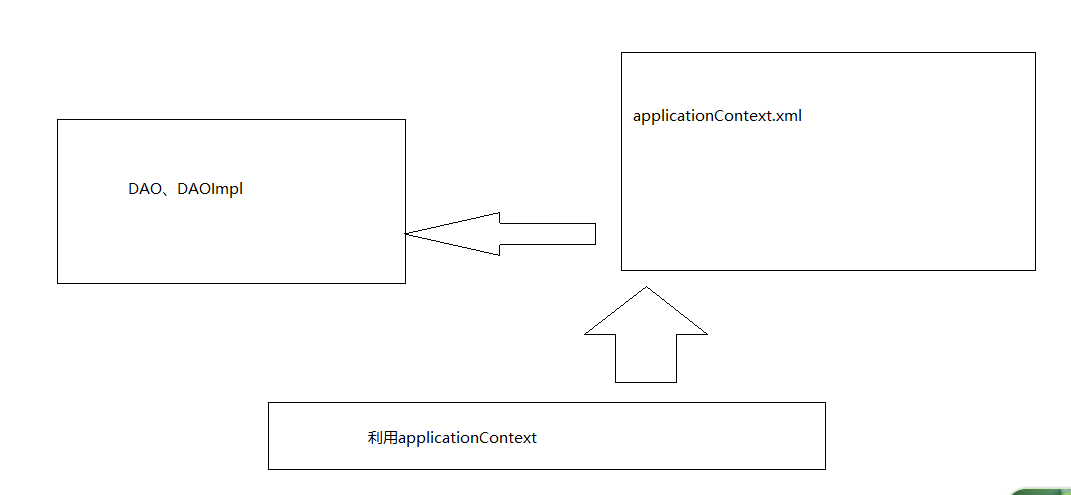 applicationContext.xml
DAO、DAOImpl
利用applicationContext